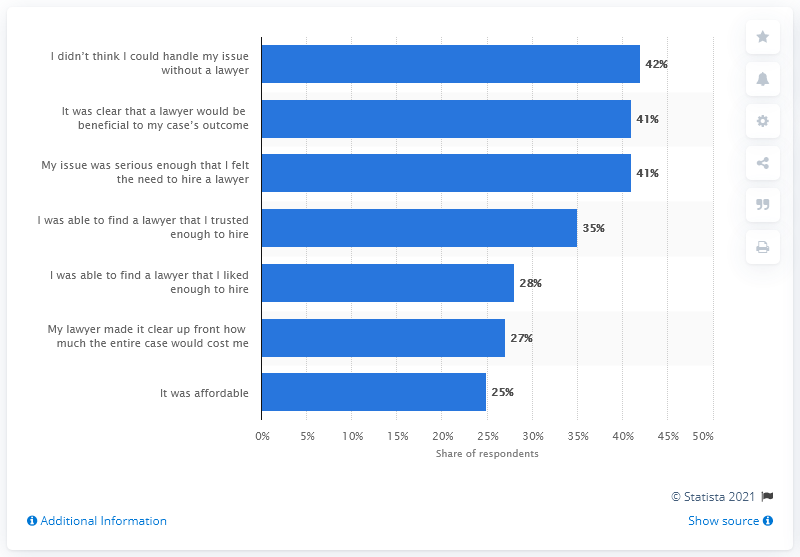 I didn’t think I could handle my issue
without a lawyer
42%
It was clear that a lawyer would be
beneficial to my case’s outcome
41%
My issue was serious enough that I felt
the need to hire a lawyer
41%
I was able to find a lawyer that I trusted
enough to hire
35%
I was able to find a lawyer that I liked
enough to hire
28%
My lawyer made it clear up front how
much the entire case would cost me
27%
It was affordable
25%
0% 5% 10% 15% 20% 25% 30% 35% 40% 45% 50%
Share of respondents
© Statista 2021
Additional Information
Show source